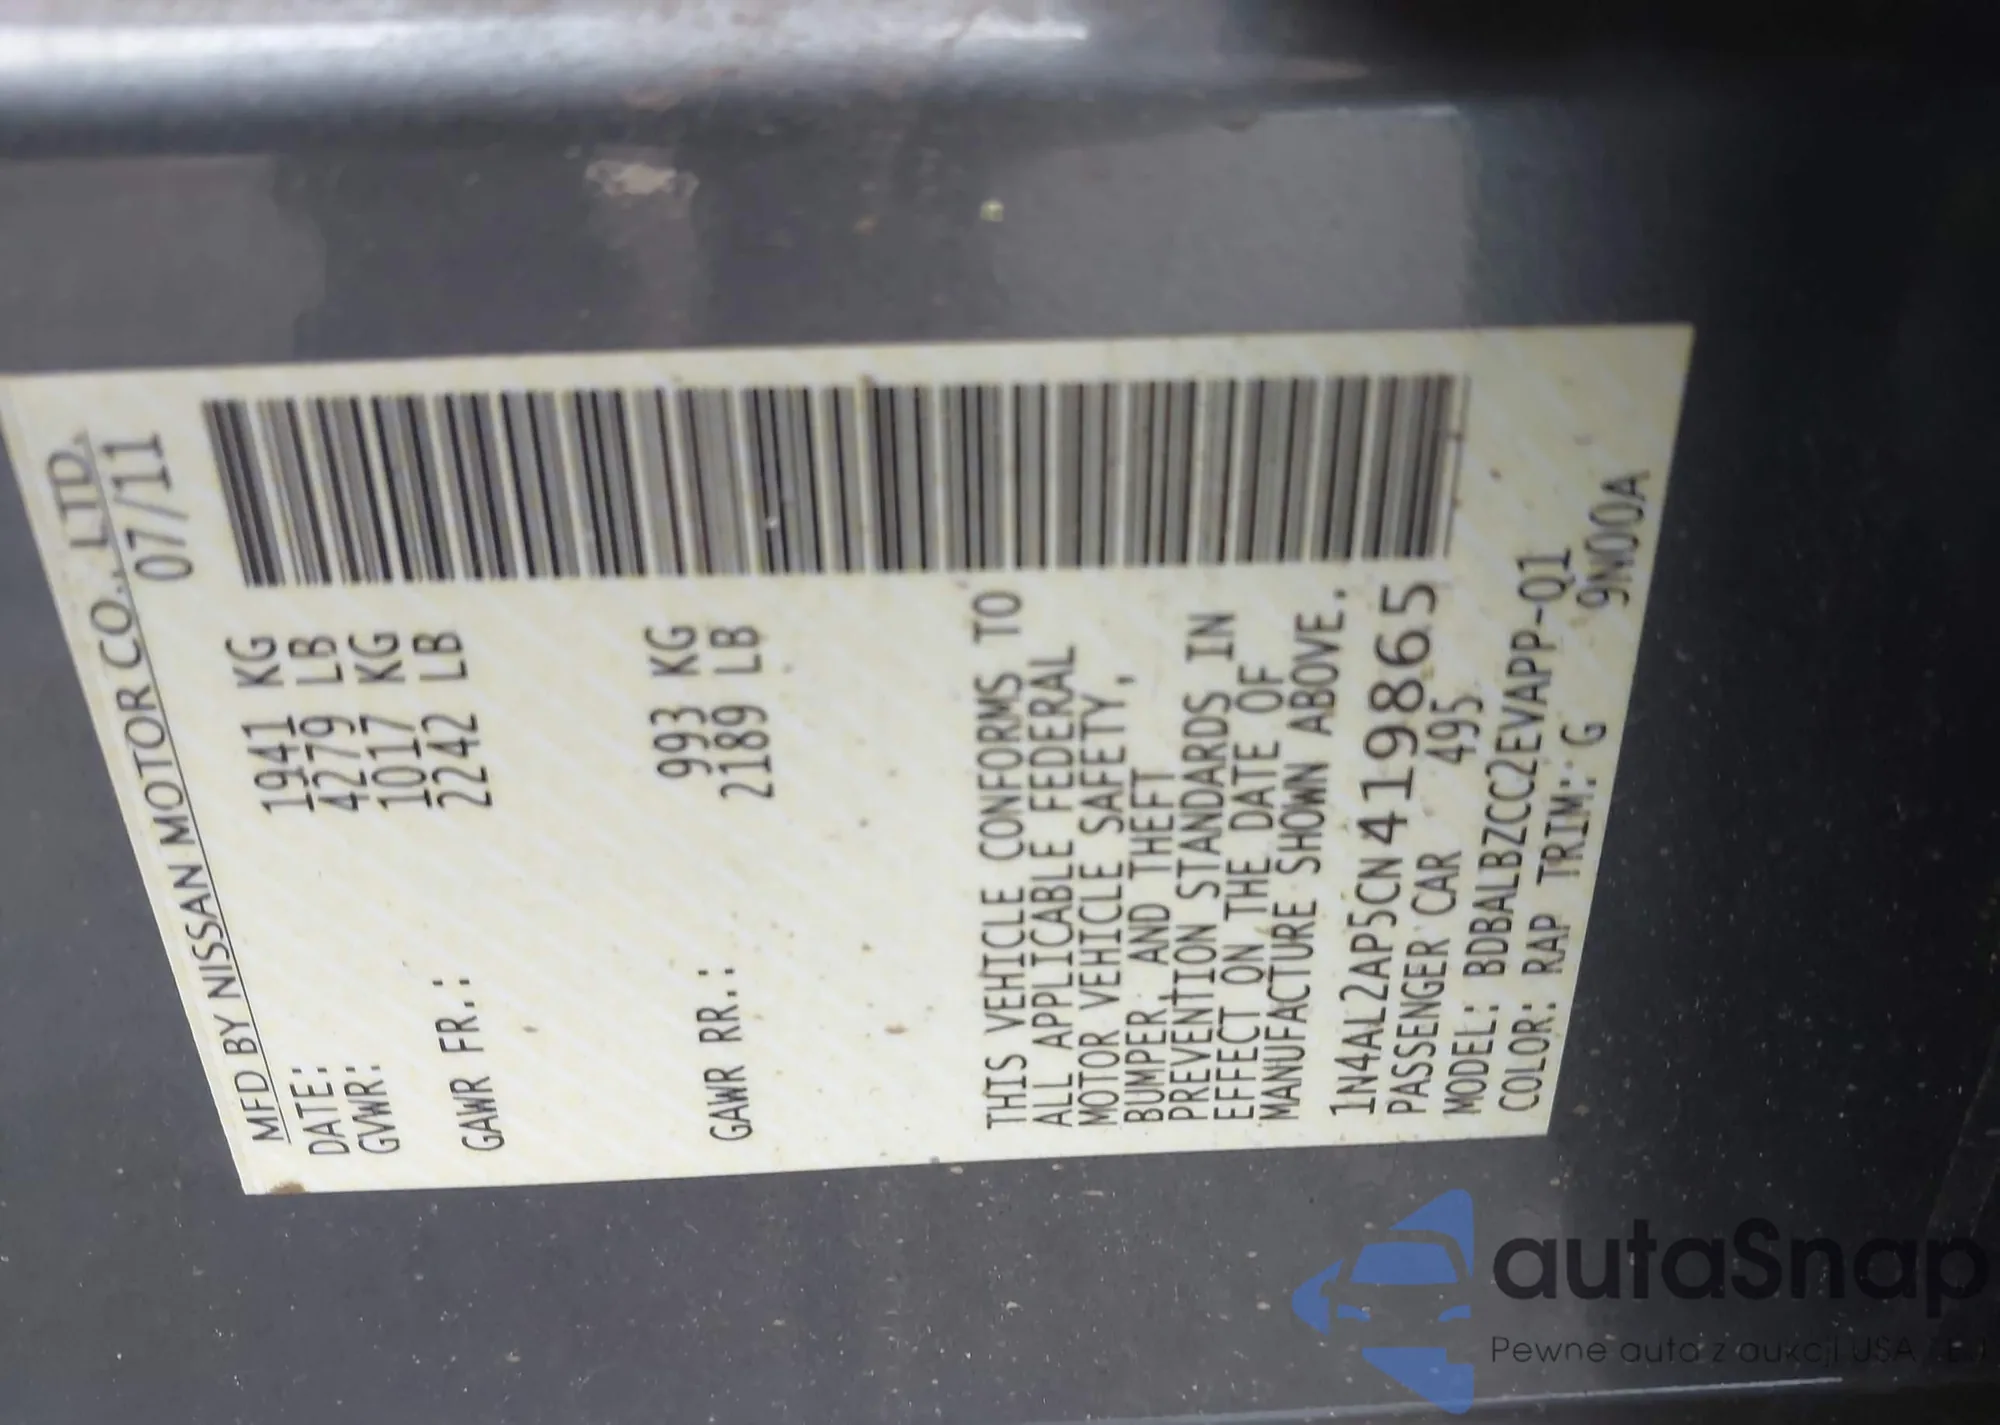 MFD BY NISSAN MOTOR CO., LTD.
DATE: 07/11
GVWR: 1941 KG
4279 LB
GAWR FR.: 1017 KG
2242 LB
GAWR RR.: 993 KG
2189 LB
THIS VEHICLE CONFORMS TO
ALL APPLICABLE FEDERAL
MOTOR VEHICLE SAFETY,
BUMPER, AND THEFT
PREVENTION STANDARDS IN
EFFECT ON THE DATE OF
MANUFACTURE SHOWN ABOVE.
1N4AL2AP5CN419865
PASSENGER CAR 495
MODEL: BDBALBZCC2EVAPP-Q1
COLOR: RAP TRIM: G 9N00A
autaSnap
Pewne auta z aukcji USA